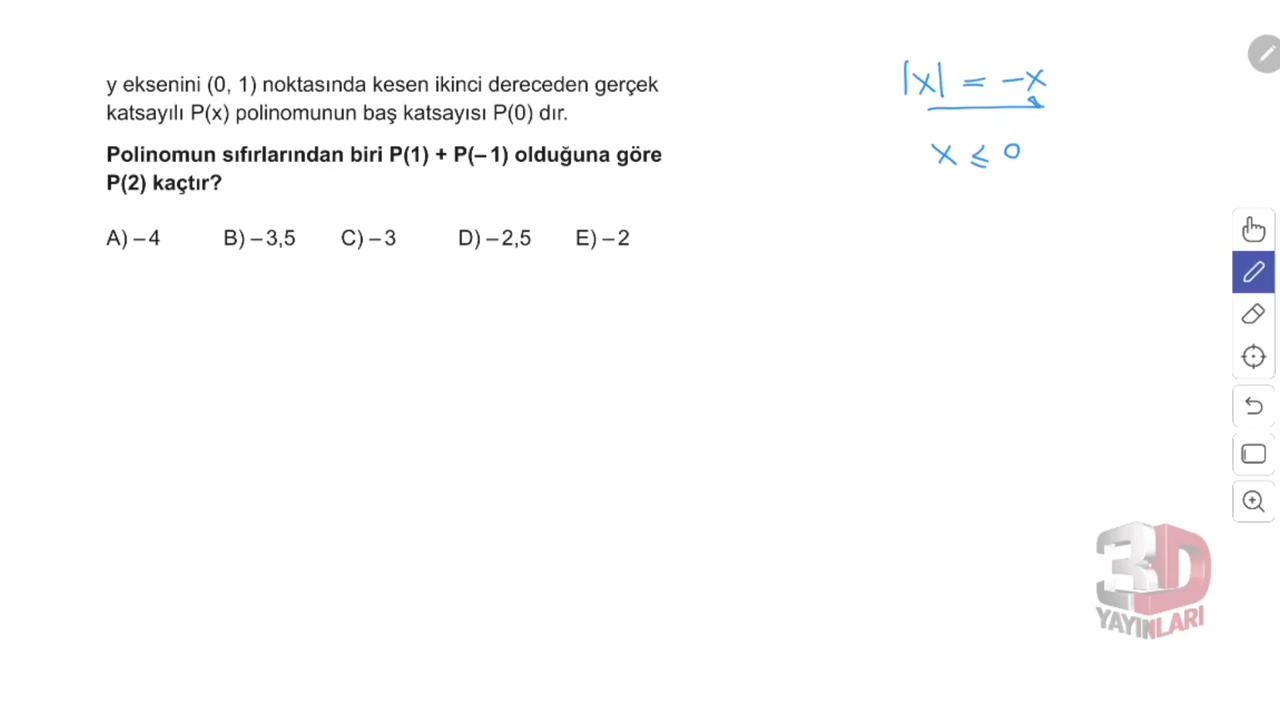 y eksenini (0, 1) noktasında kesen ikinci dereceden gerçek
katsayılı P(x) polinomunun baş katsayısı P(0) dır.
Polinomun sıfırlarından biri P(1) + P(– 1) olduğuna göre
P(2) kaçtır?
A) – 4 B) – 3,5 C) – 3 D) – 2,5 E) – 2
|x| = -x
x ≤ 0
3D
YAYINLARI